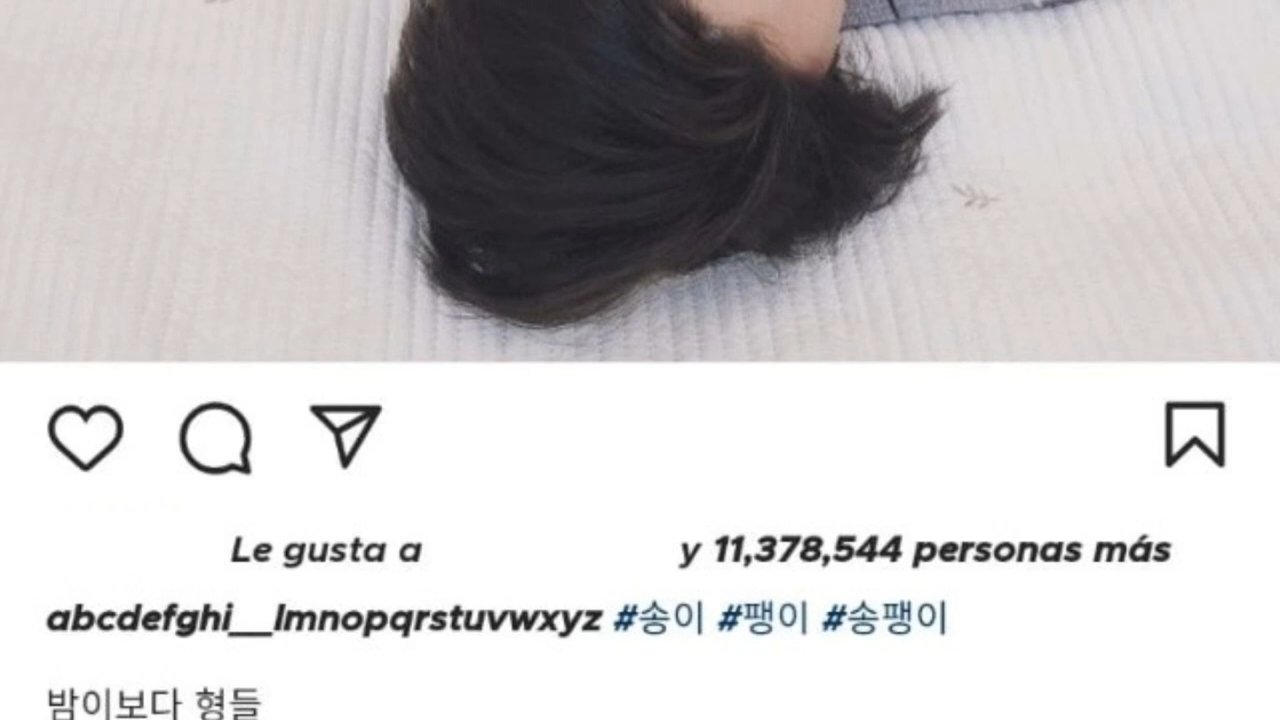 Le gusta a y 11,378,544 personas más
abcdefghi__lmnopqrstuvwxyz #송이 #팽이 #송팽이
밤이보다 형들